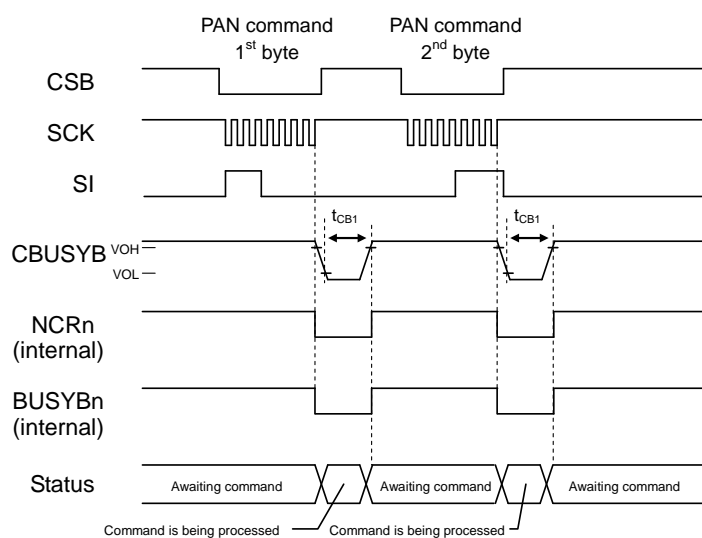 PAN command
1st byte
PAN command
2nd byte
CSB
SCK
SI
tCB1
tCB1
CBUSYB
VOH
VOL
NCRn
(internal)
BUSYBn
(internal)
Status
Awaiting command
Awaiting command
Awaiting command
Command is being processed
Command is being processed